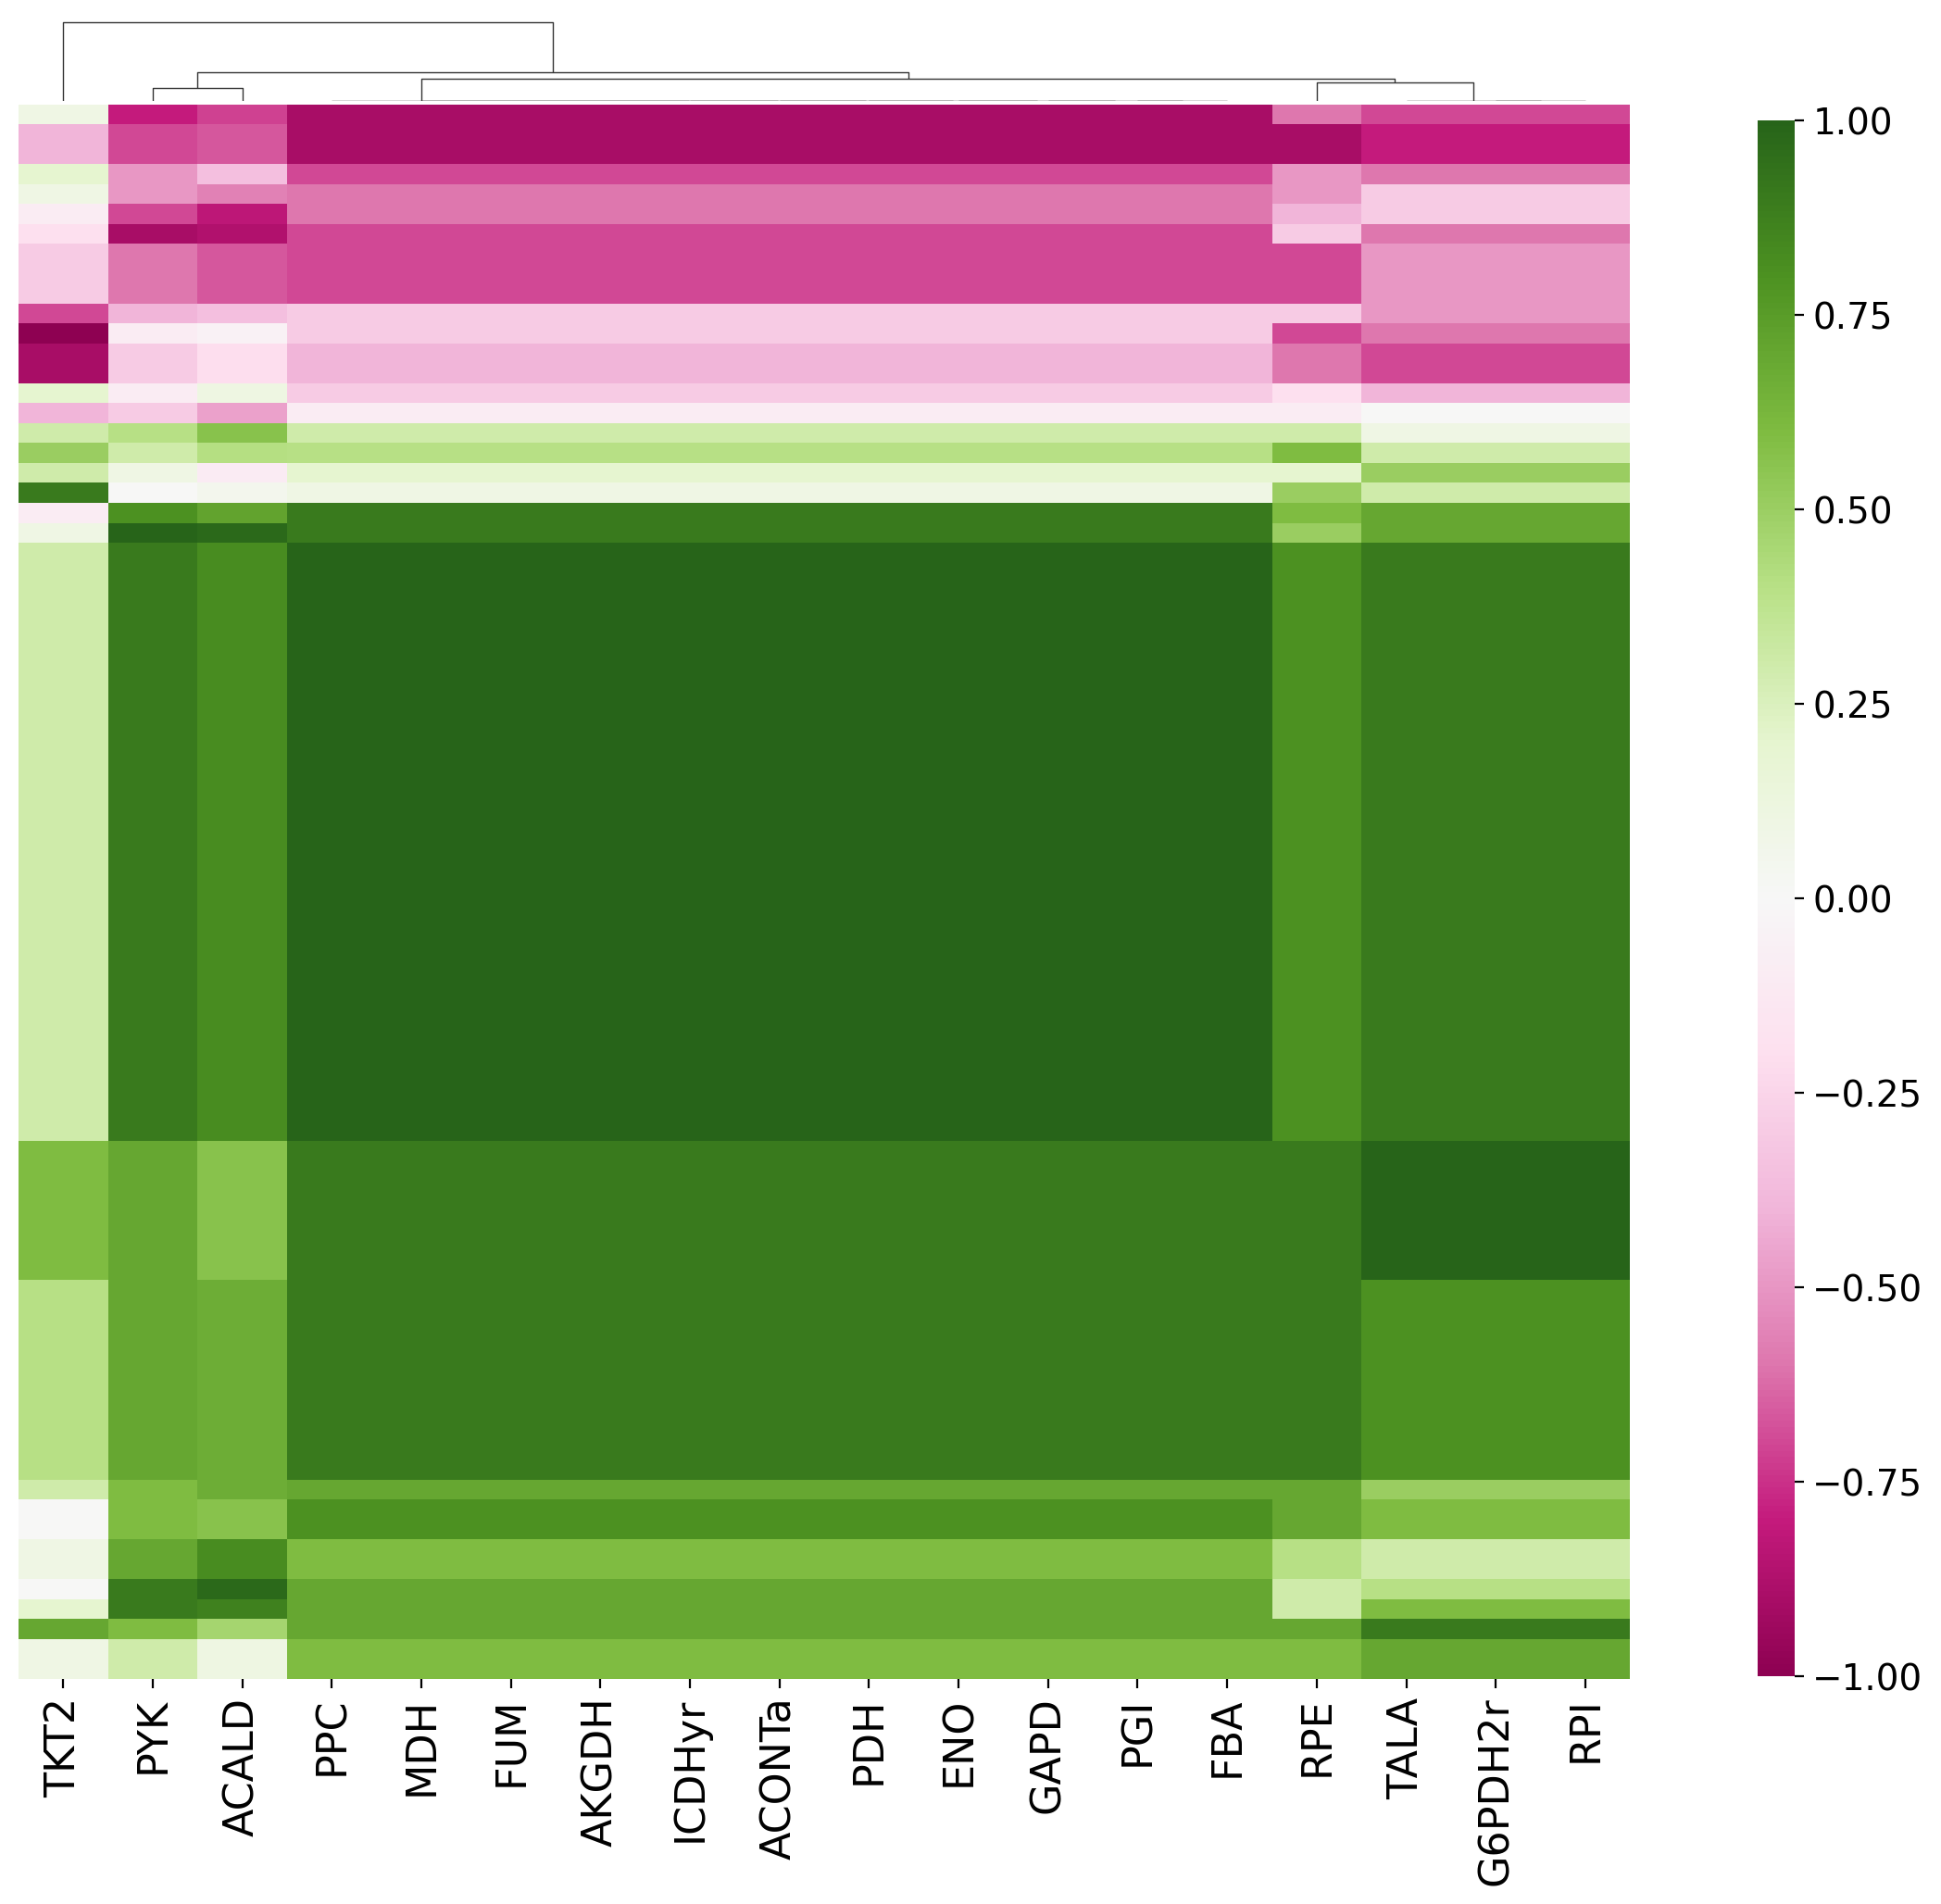 1.00
0.75
0.50
0.25
0.00
−0.25
−0.50
−0.75
−1.00
TKT2
PYK
ACALD
PPC
MDH
FUM
AKGDH
ICDHyr
ACONTa
PDH
ENO
GAPD
PGI
FBA
RPE
TALA
G6PDH2r
RPI